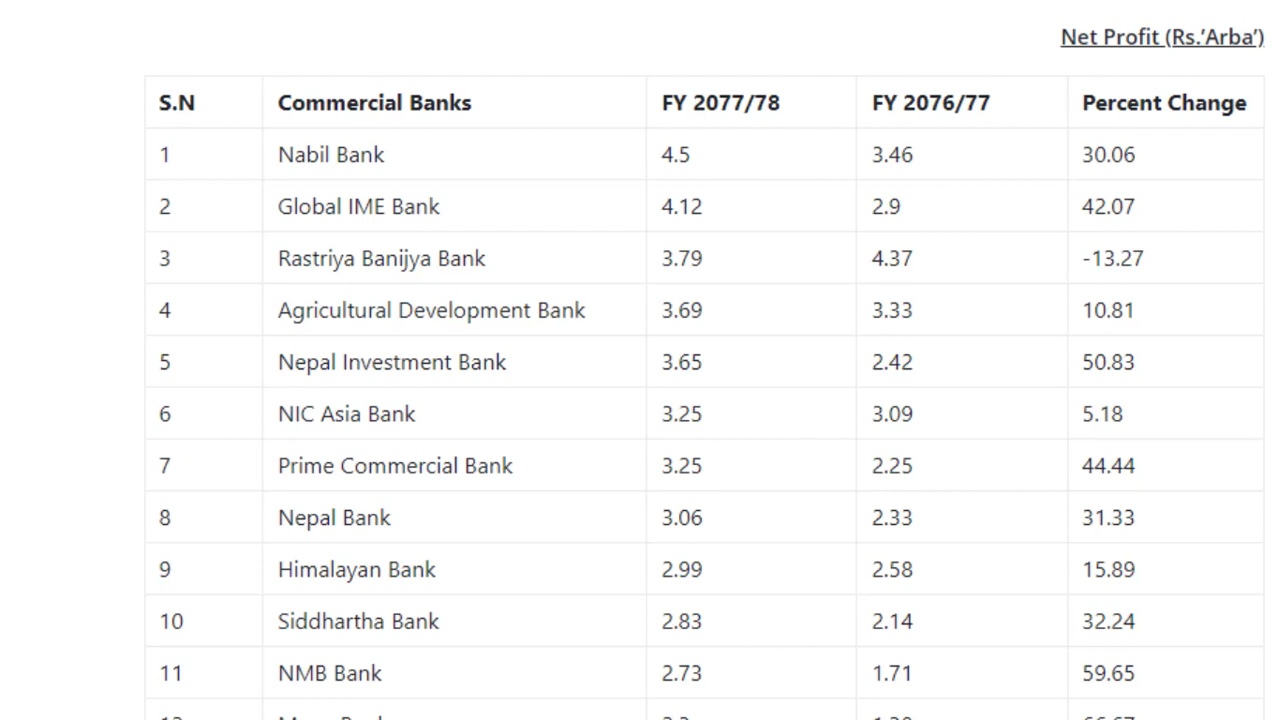 Net Profit (Rs.’Arba’)
S.N Commercial Banks FY 2077/78 FY 2076/77 Percent Change
1 Nabil Bank 4.5 3.46 30.06
2 Global IME Bank 4.12 2.9 42.07
3 Rastriya Banijya Bank 3.79 4.37 -13.27
4 Agricultural Development Bank 3.69 3.33 10.81
5 Nepal Investment Bank 3.65 2.42 50.83
6 NIC Asia Bank 3.25 3.09 5.18
7 Prime Commercial Bank 3.25 2.25 44.44
8 Nepal Bank 3.06 2.33 31.33
9 Himalayan Bank 2.99 2.58 15.89
10 Siddhartha Bank 2.83 2.14 32.24
11 NMB Bank 2.73 1.71 59.65